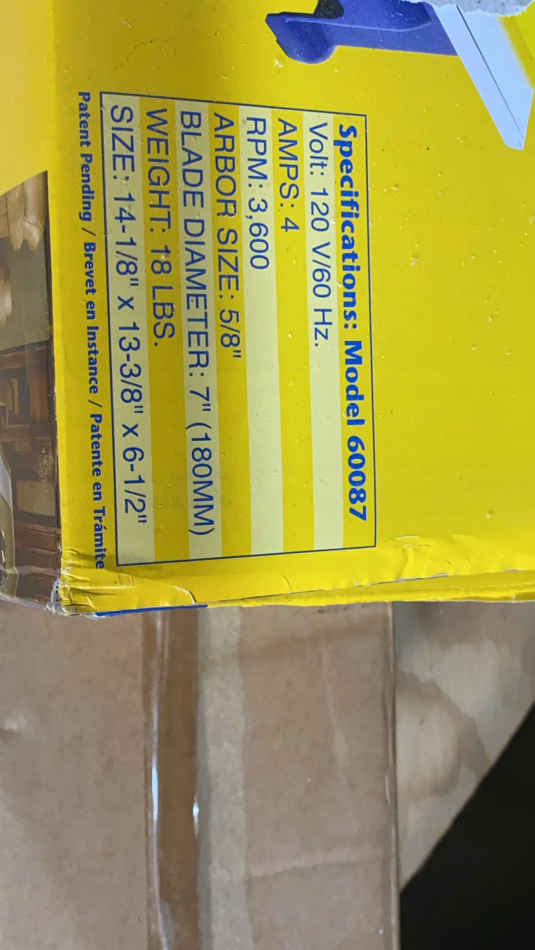 Specifications: Model 60087
Volt: 120 V/60 Hz.
AMPS: 4
RPM: 3,600
ARBOR SIZE: 5/8"
BLADE DIAMETER: 7" (180MM)
WEIGHT: 18 LBS.
SIZE: 14-1/8" x 13-3/8" x 6-1/2"
Patent Pending / Brevet en Instance / Patente en Trámite